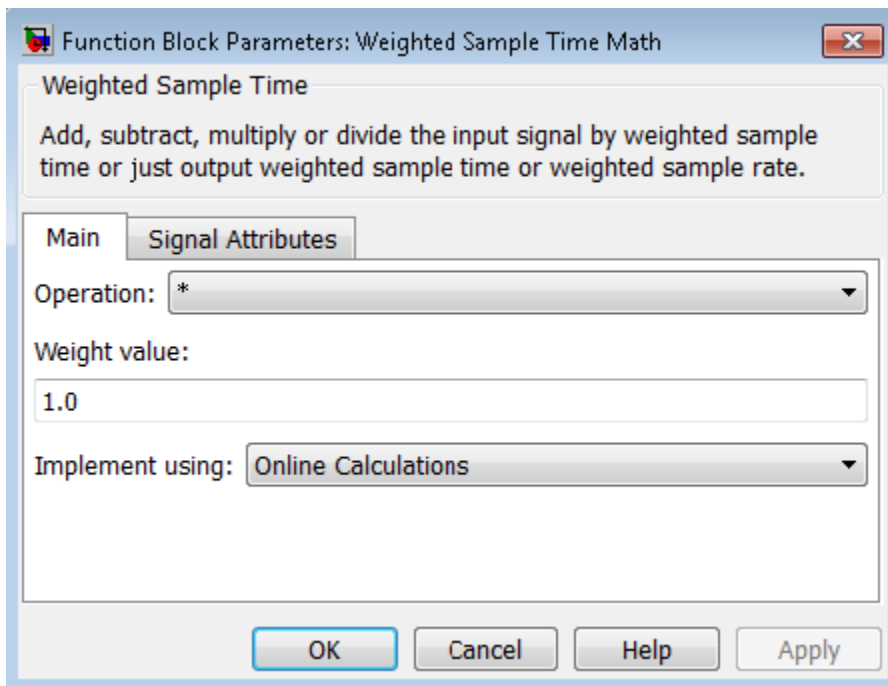 Function Block Parameters: Weighted Sample Time Math
Weighted Sample Time
Add, subtract, multiply or divide the input signal by weighted sample
time or just output weighted sample time or weighted sample rate.
Main Signal Attributes
Operation: *
Weight value:
1.0
Implement using: Online Calculations
OK Cancel Help Apply